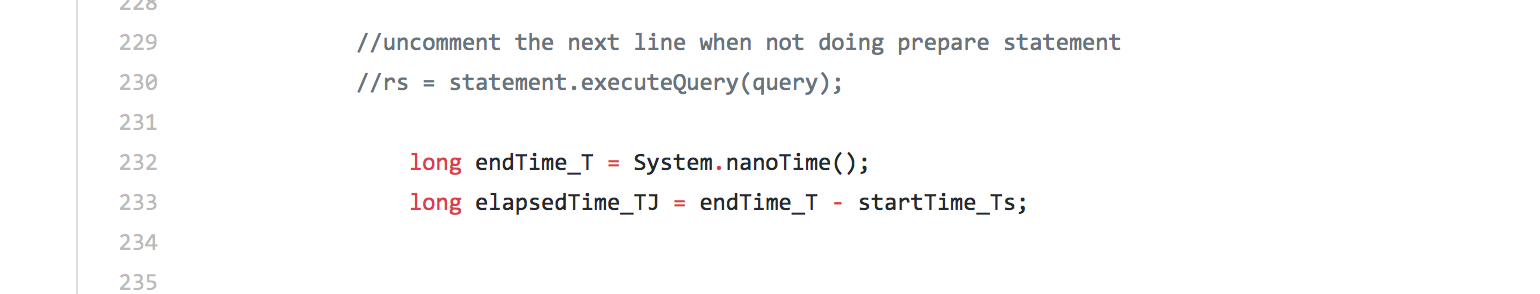 228
229 //uncomment the next line when not doing prepare statement
230 //rs = statement.executeQuery(query);
231
232 long endTime_T = System.nanoTime();
233 long elapsedTime_TJ = endTime_T - startTime_Ts;
234
235